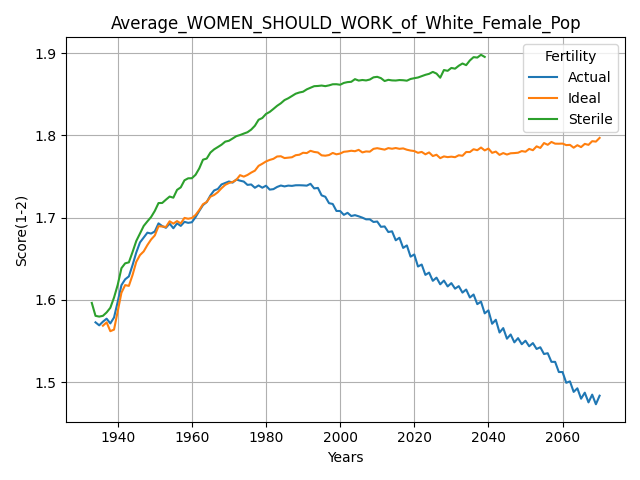 Average_WOMEN_SHOULD_WORK_of_White_Female_Pop
Fertility
Actual
Ideal
Sterile
Score(1-2)
1.9
1.8
1.7
1.6
1.5
1940 1960 1980 2000 2020 2040 2060
Years